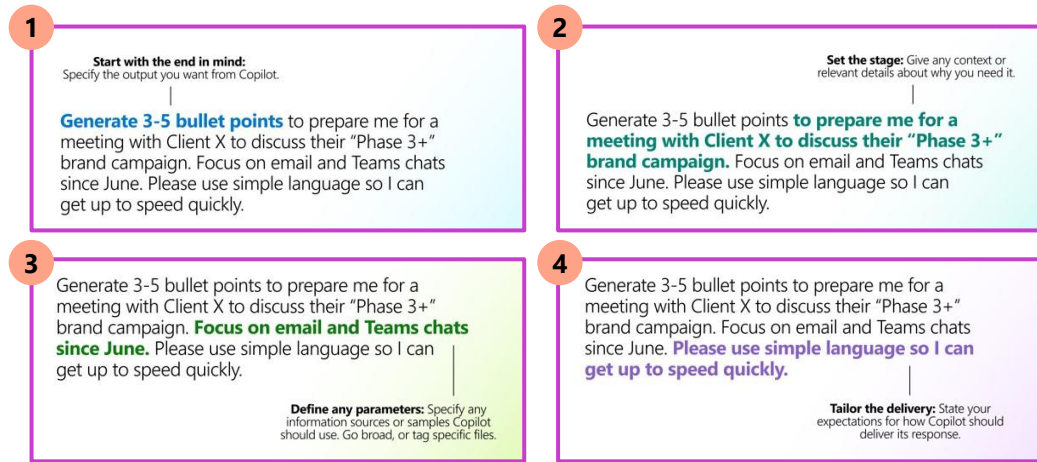 1
Start with the end in mind:
Specify the output you want from Copilot.
Generate 3-5 bullet points to prepare me for a
meeting with Client X to discuss their “Phase 3+”
brand campaign. Focus on email and Teams chats
since June. Please use simple language so I can
get up to speed quickly.
2
Set the stage: Give any context or
relevant details about why you need it.
Generate 3-5 bullet points to prepare me for a
meeting with Client X to discuss their “Phase 3+”
brand campaign. Focus on email and Teams chats
since June. Please use simple language so I can
get up to speed quickly.
3
Generate 3-5 bullet points to prepare me for a
meeting with Client X to discuss their “Phase 3+”
brand campaign. Focus on email and Teams chats
since June. Please use simple language so I can
get up to speed quickly.
Define any parameters: Specify any
information sources or samples Copilot
should use. Go broad, or tag specific files.
4
Generate 3-5 bullet points to prepare me for a
meeting with Client X to discuss their “Phase 3+”
brand campaign. Focus on email and Teams chats
since June. Please use simple language so I can
get up to speed quickly.
Tailor the delivery: State your
expectations for how Copilot should
deliver its response.